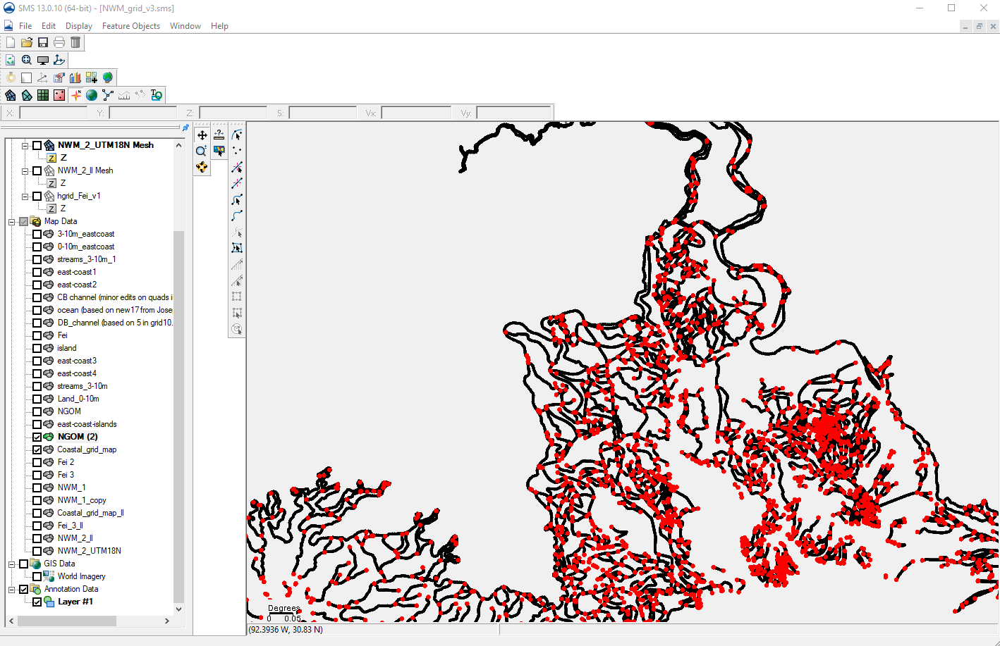 SMS 13.0.10 (64-bit) - [NWM_grid_v3.sms]
File Edit Display Feature Objects Window Help
X: Y: Z: S: Vx: Vy:
NWM_2_UTM18N Mesh
Z
NWM_2_ll Mesh
Z
hgrid_Fei_v1
Z
Map Data
3-10m_eastcoast
0-10m_eastcoast
streams_3-10m_1
east-coast1
east-coast2
CB channel (minor edits on quads i
ocean (based on new17 from Jose
DB_channel (based on 5 in grid10.
Fei
island
east-coast3
east-coast4
streams_3-10m
Land_0-10m
NGOM
east-coast-islands
NGOM (2)
Coastal_grid_map
Fei 2
Fei 3
NWM_1
NWM_1_copy
Coastal_grid_map_ll
Fei_3_ll
NWM_2_ll
NWM_2_UTM18N
GIS Data
World Imagery
Annotation Data
Layer #1
Degrees
0 0.05
(92.3936 W, 30.83 N)